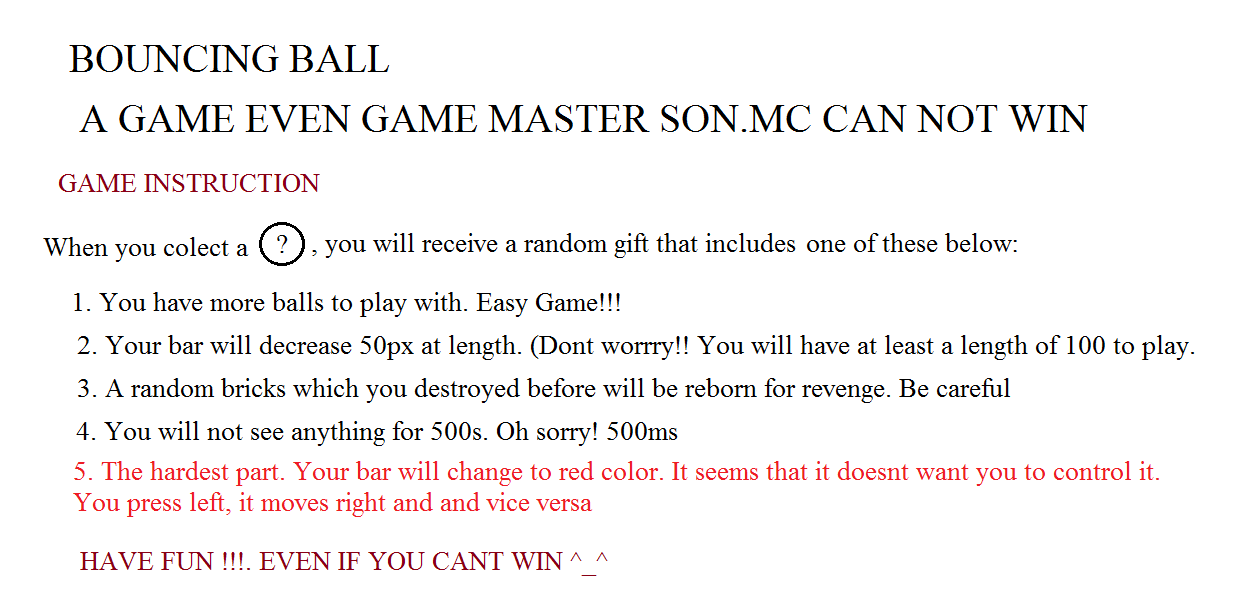 BOUNCING BALL
A GAME EVEN GAME MASTER SON.MC CAN NOT WIN
GAME INSTRUCTION
When you colect a ? , you will receive a random gift that includes one of these below:
1. You have more balls to play with. Easy Game!!!
2. Your bar will decrease 50px at length. (Dont worrry!! You will have at least a length of 100 to play.
3. A random bricks which you destroyed before will be reborn for revenge. Be careful
4. You will not see anything for 500s. Oh sorry! 500ms
5. The hardest part. Your bar will change to red color. It seems that it doesnt want you to control it.
You press left, it moves right and and vice versa
HAVE FUN !!!. EVEN IF YOU CANT WIN ^_^